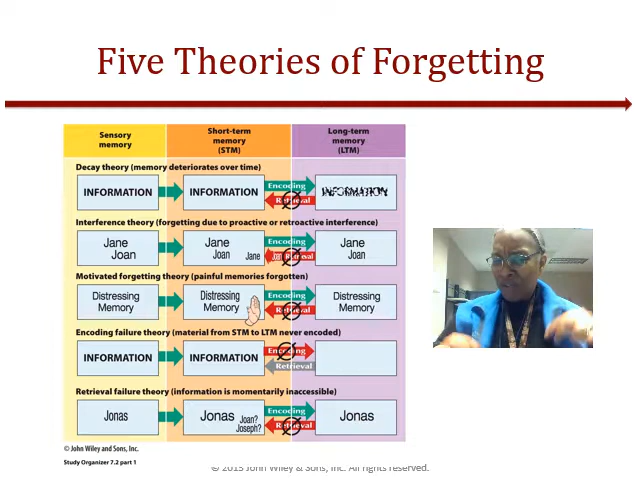 Five Theories of Forgetting
Sensory memory
Short-term memory (STM)
Long-term memory (LTM)
Decay theory (memory deteriorates over time)
INFORMATION
INFORMATION
Encoding
Retrieval
INFORMATION
Interference theory (forgetting due to proactive or retroactive interference)
Jane
Joan
Jane
Joan
Jane
Encoding
Joan
Retrieval
Jane
Joan
Motivated forgetting theory (painful memories forgotten)
Distressing
Memory
Distressing
Memory
Encoding
Retrieval
Distressing
Memory
Encoding failure theory (material from STM to LTM never encoded)
INFORMATION
INFORMATION
Encoding
Retrieval
Retrieval failure theory (information is momentarily inaccessible)
Jonas
Jonas
Joan?
Joseph?
Encoding
Retrieval
Jonas
© John Wiley and Sons, Inc.
Study Organizer 7.2 part 1
© 2013 John Wiley & Sons, Inc. All rights reserved.